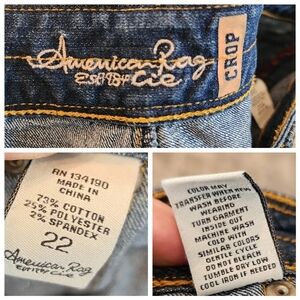 American Rag
Est 1984 Cie
CROP
RN 134190
MADE IN
CHINA
73% COTTON
25% POLYESTER
2% SPANDEX
22
American Rag
Cie
COLOR MAY
TRANSFER WHEN NEW
WASH BEFORE
WEARING
TURN GARMENT
INSIDE OUT
MACHINE WASH
COLD WITH
SIMILAR COLORS
GENTLE CYCLE
DO NOT BLEACH
TUMBLE DRY LOW
COOL IRON IF NEEDED